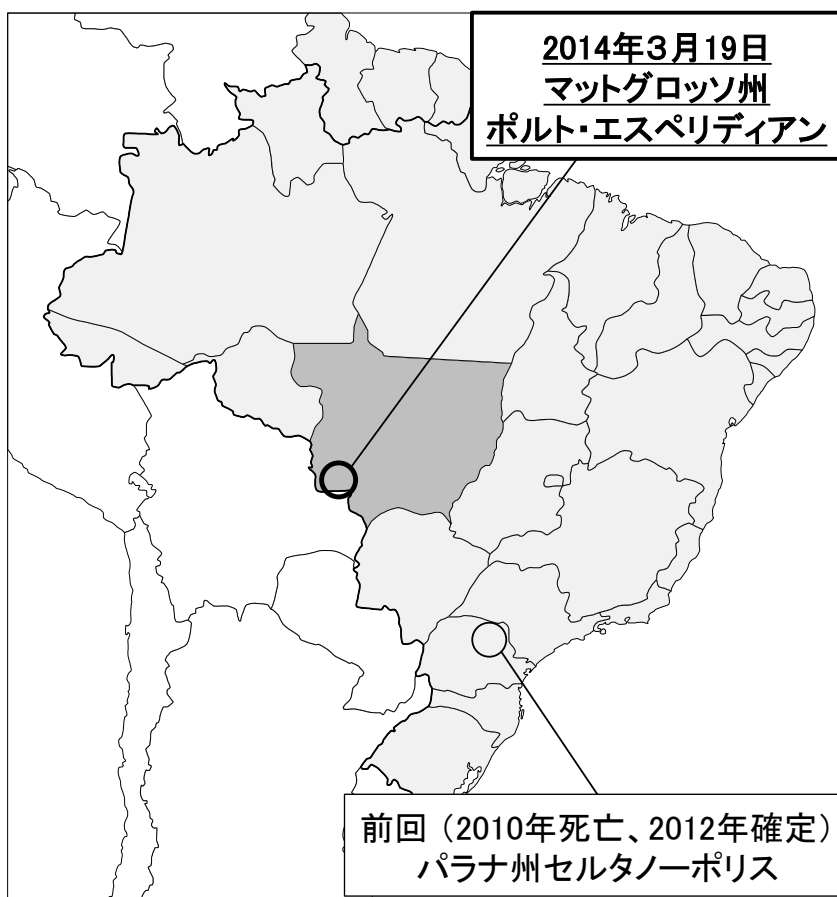 2014年３月19日
マットグロッソ州
ポルト・エスペリディアン
前回（2010年死亡、2012年確定）
パラナ州セルタノーポリス